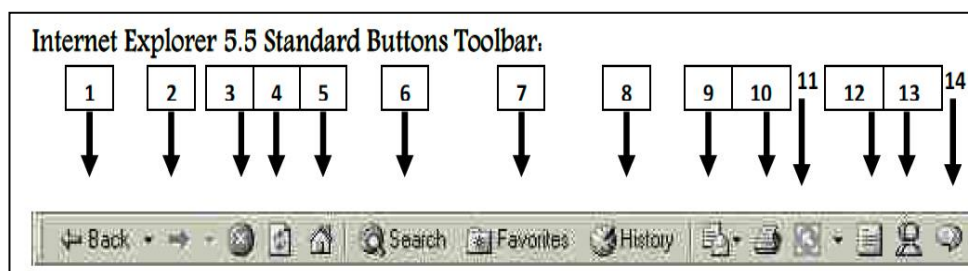 Internet Explorer 5.5 Standard Buttons Toolbar:
1 2 3 4 5 6 7 8 9 10 11 12 13 14
Back Search Favorites History